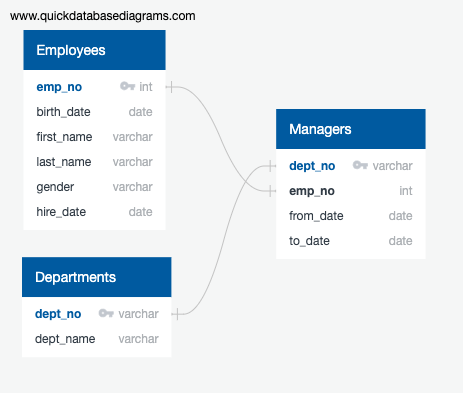 www.quickdatabasediagrams.com
Employees
emp_no int
birth_date date
first_name varchar
last_name varchar
gender varchar
hire_date date
Managers
dept_no varchar
emp_no int
from_date date
to_date date
Departments
dept_no varchar
dept_name varchar